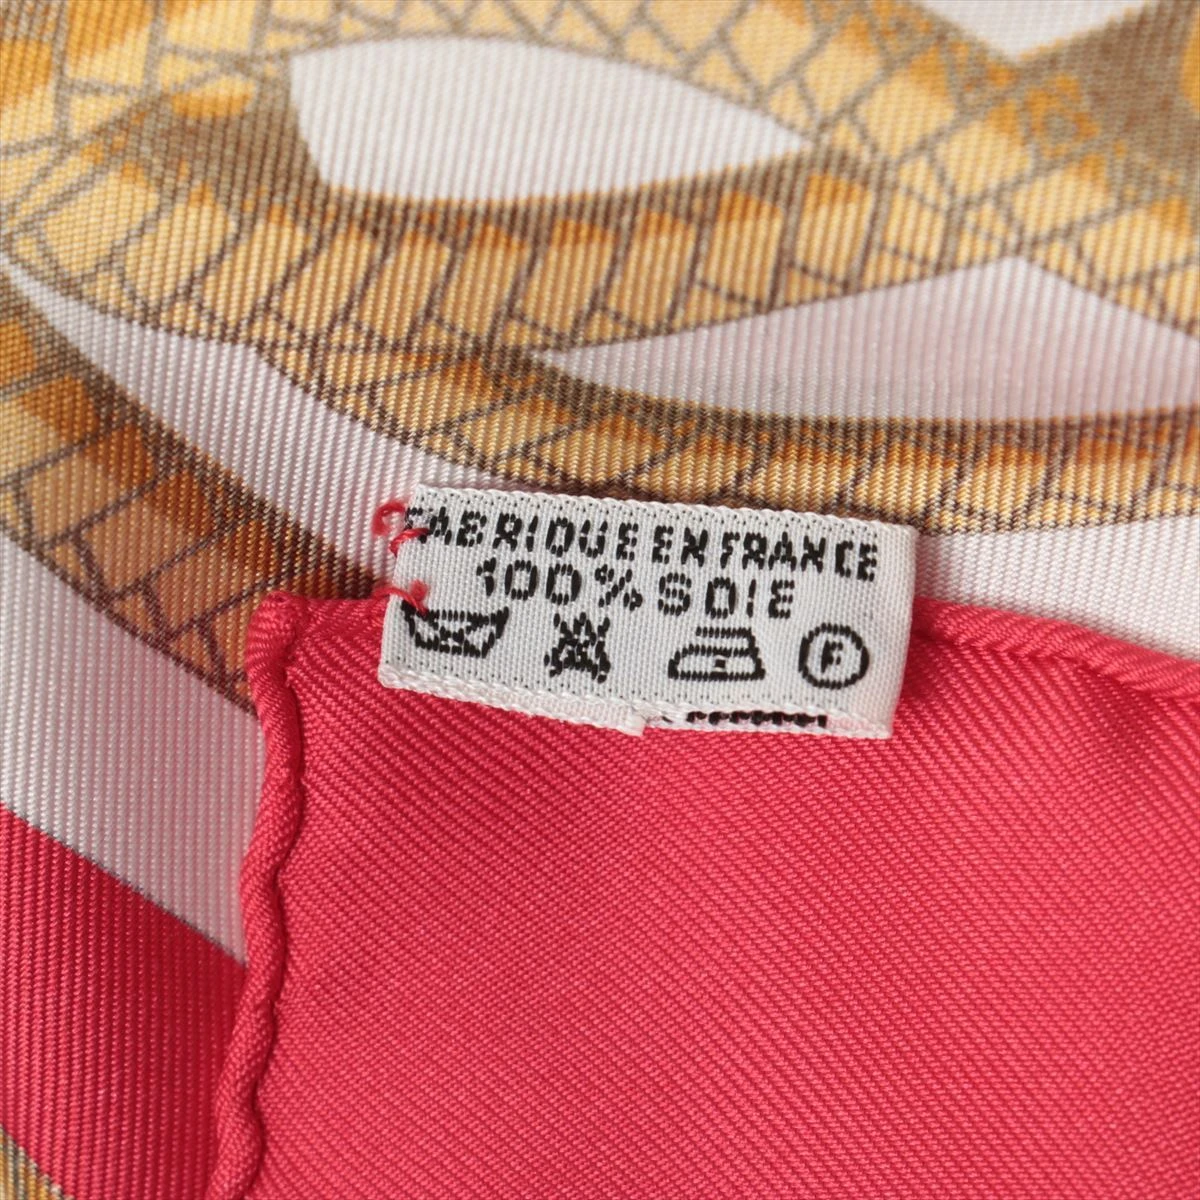 FABRIQUE EN FRANCE
100% SOIE
F